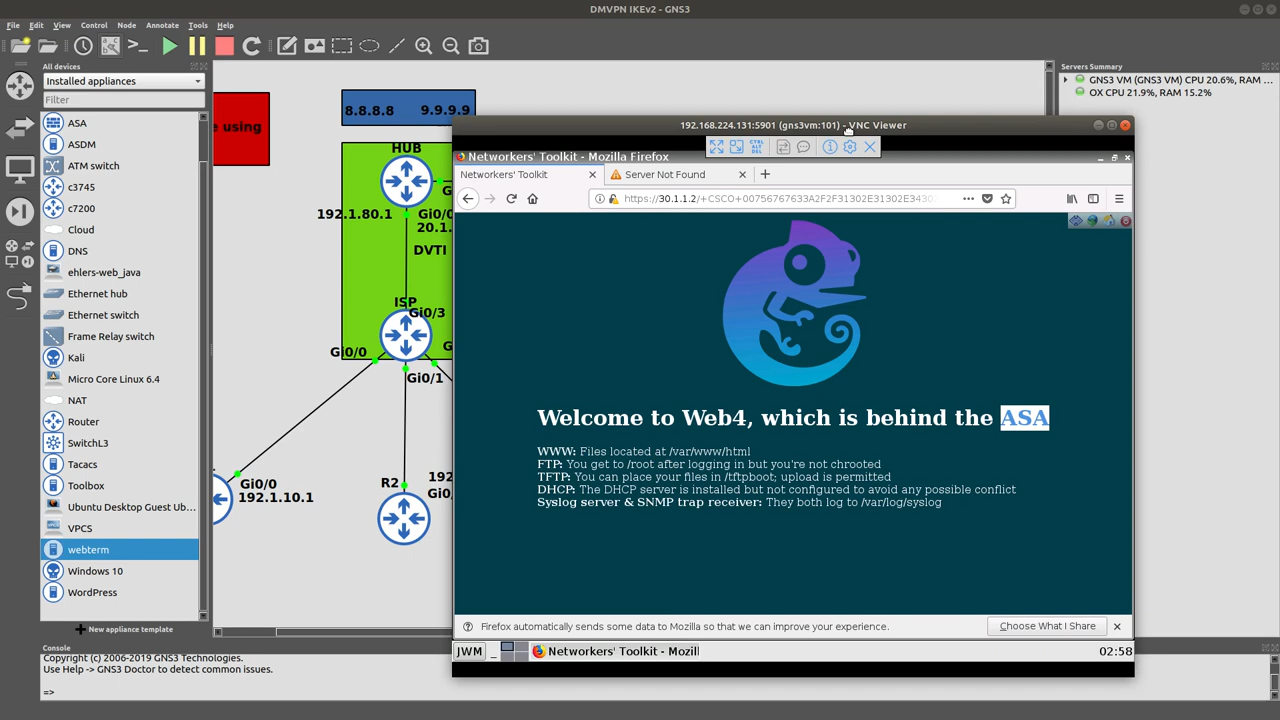 DMVPN IKEv2 - GNS3
File Edit View Control Node Annotate Tools Help
All devices
Installed appliances
Filter
ASA
ASDM
ATM switch
c3745
c7200
Cloud
DNS
ehlers-web_java
Ethernet hub
Ethernet switch
Frame Relay switch
Kali
Micro Core Linux 6.4
NAT
Router
SwitchL3
Tacacs
Toolbox
Ubuntu Desktop Guest Ub...
VPCS
webterm
Windows 10
WordPress
New appliance template
e using
8.8.8.8 9.9.9.9
HUB
192.1.80.1 Gi0/0
20.1.
DVTI
ISP
Gi0/3
Gi0/0
Gi0/1
Gi0/0
192.1.10.1
R2
192
Gi0/
Servers Summary
GNS3 VM (GNS3 VM) CPU 20.6%, RAM ...
OX CPU 21.9%, RAM 15.2%
192.168.224.131:5901 (gns3vm:101) - VNC Viewer
CTRL ALT DEL
Networkers' Toolkit - Mozilla Firefox
Networkers' Toolkit
Server Not Found
https://30.1.1.2/+CSCO+00756767633A2F2F31302E31302E3430
Welcome to Web4, which is behind the ASA
WWW: Files located at /var/www/html
FTP: You get to /root after logging in but you're not chrooted
TFTP: You can place your files in /tftpboot; upload is permitted
DHCP: The DHCP server is installed but not configured to avoid any possible conflict
Syslog server & SNMP trap receiver: They both log to /var/log/syslog
Firefox automatically sends some data to Mozilla so that we can improve your experience.
Choose What I Share
JWM
Networkers' Toolkit - Mozill
02:58
Console
Copyright (c) 2006-2019 GNS3 Technologies.
Use Help -> GNS3 Doctor to detect common issues.
=>